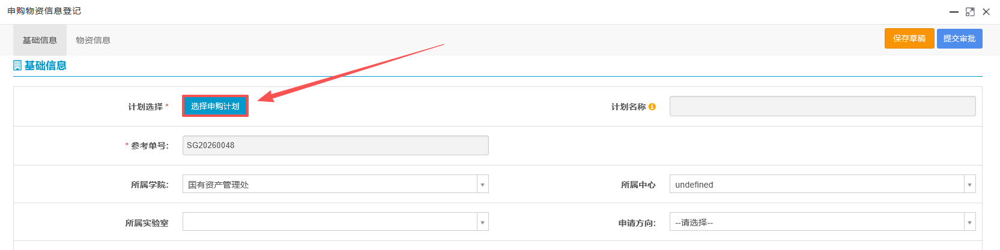 申购物资信息登记
基础信息 物资信息 保存草稿 提交审批
基础信息
计划选择 * 选择申购计划 计划名称
* 参考单号: SG20260048
所属学院: 国有资产管理处 所属中心 undefined
所属实验室 申请方向: --请选择--